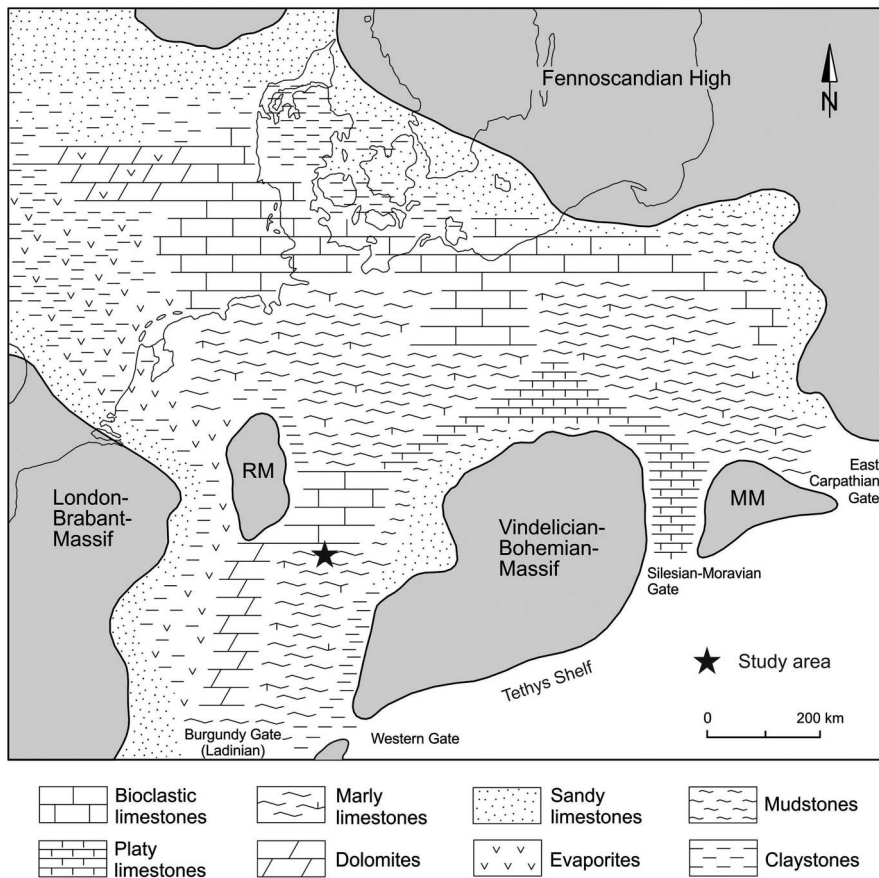 Fennoscandian High
N
RM
London-
Brabant-
Massif
Vindelician-
Bohemian-
Massif
MM
East
Carpathian
Gate
Silesian-Moravian
Gate
Study area
Tethys Shelf
0 200 km
Burgundy Gate
(Ladinian)
Western Gate
Bioclastic
limestones
Marly
limestones
Sandy
limestones
Mudstones
Platy
limestones
Dolomites
Evaporites
Claystones